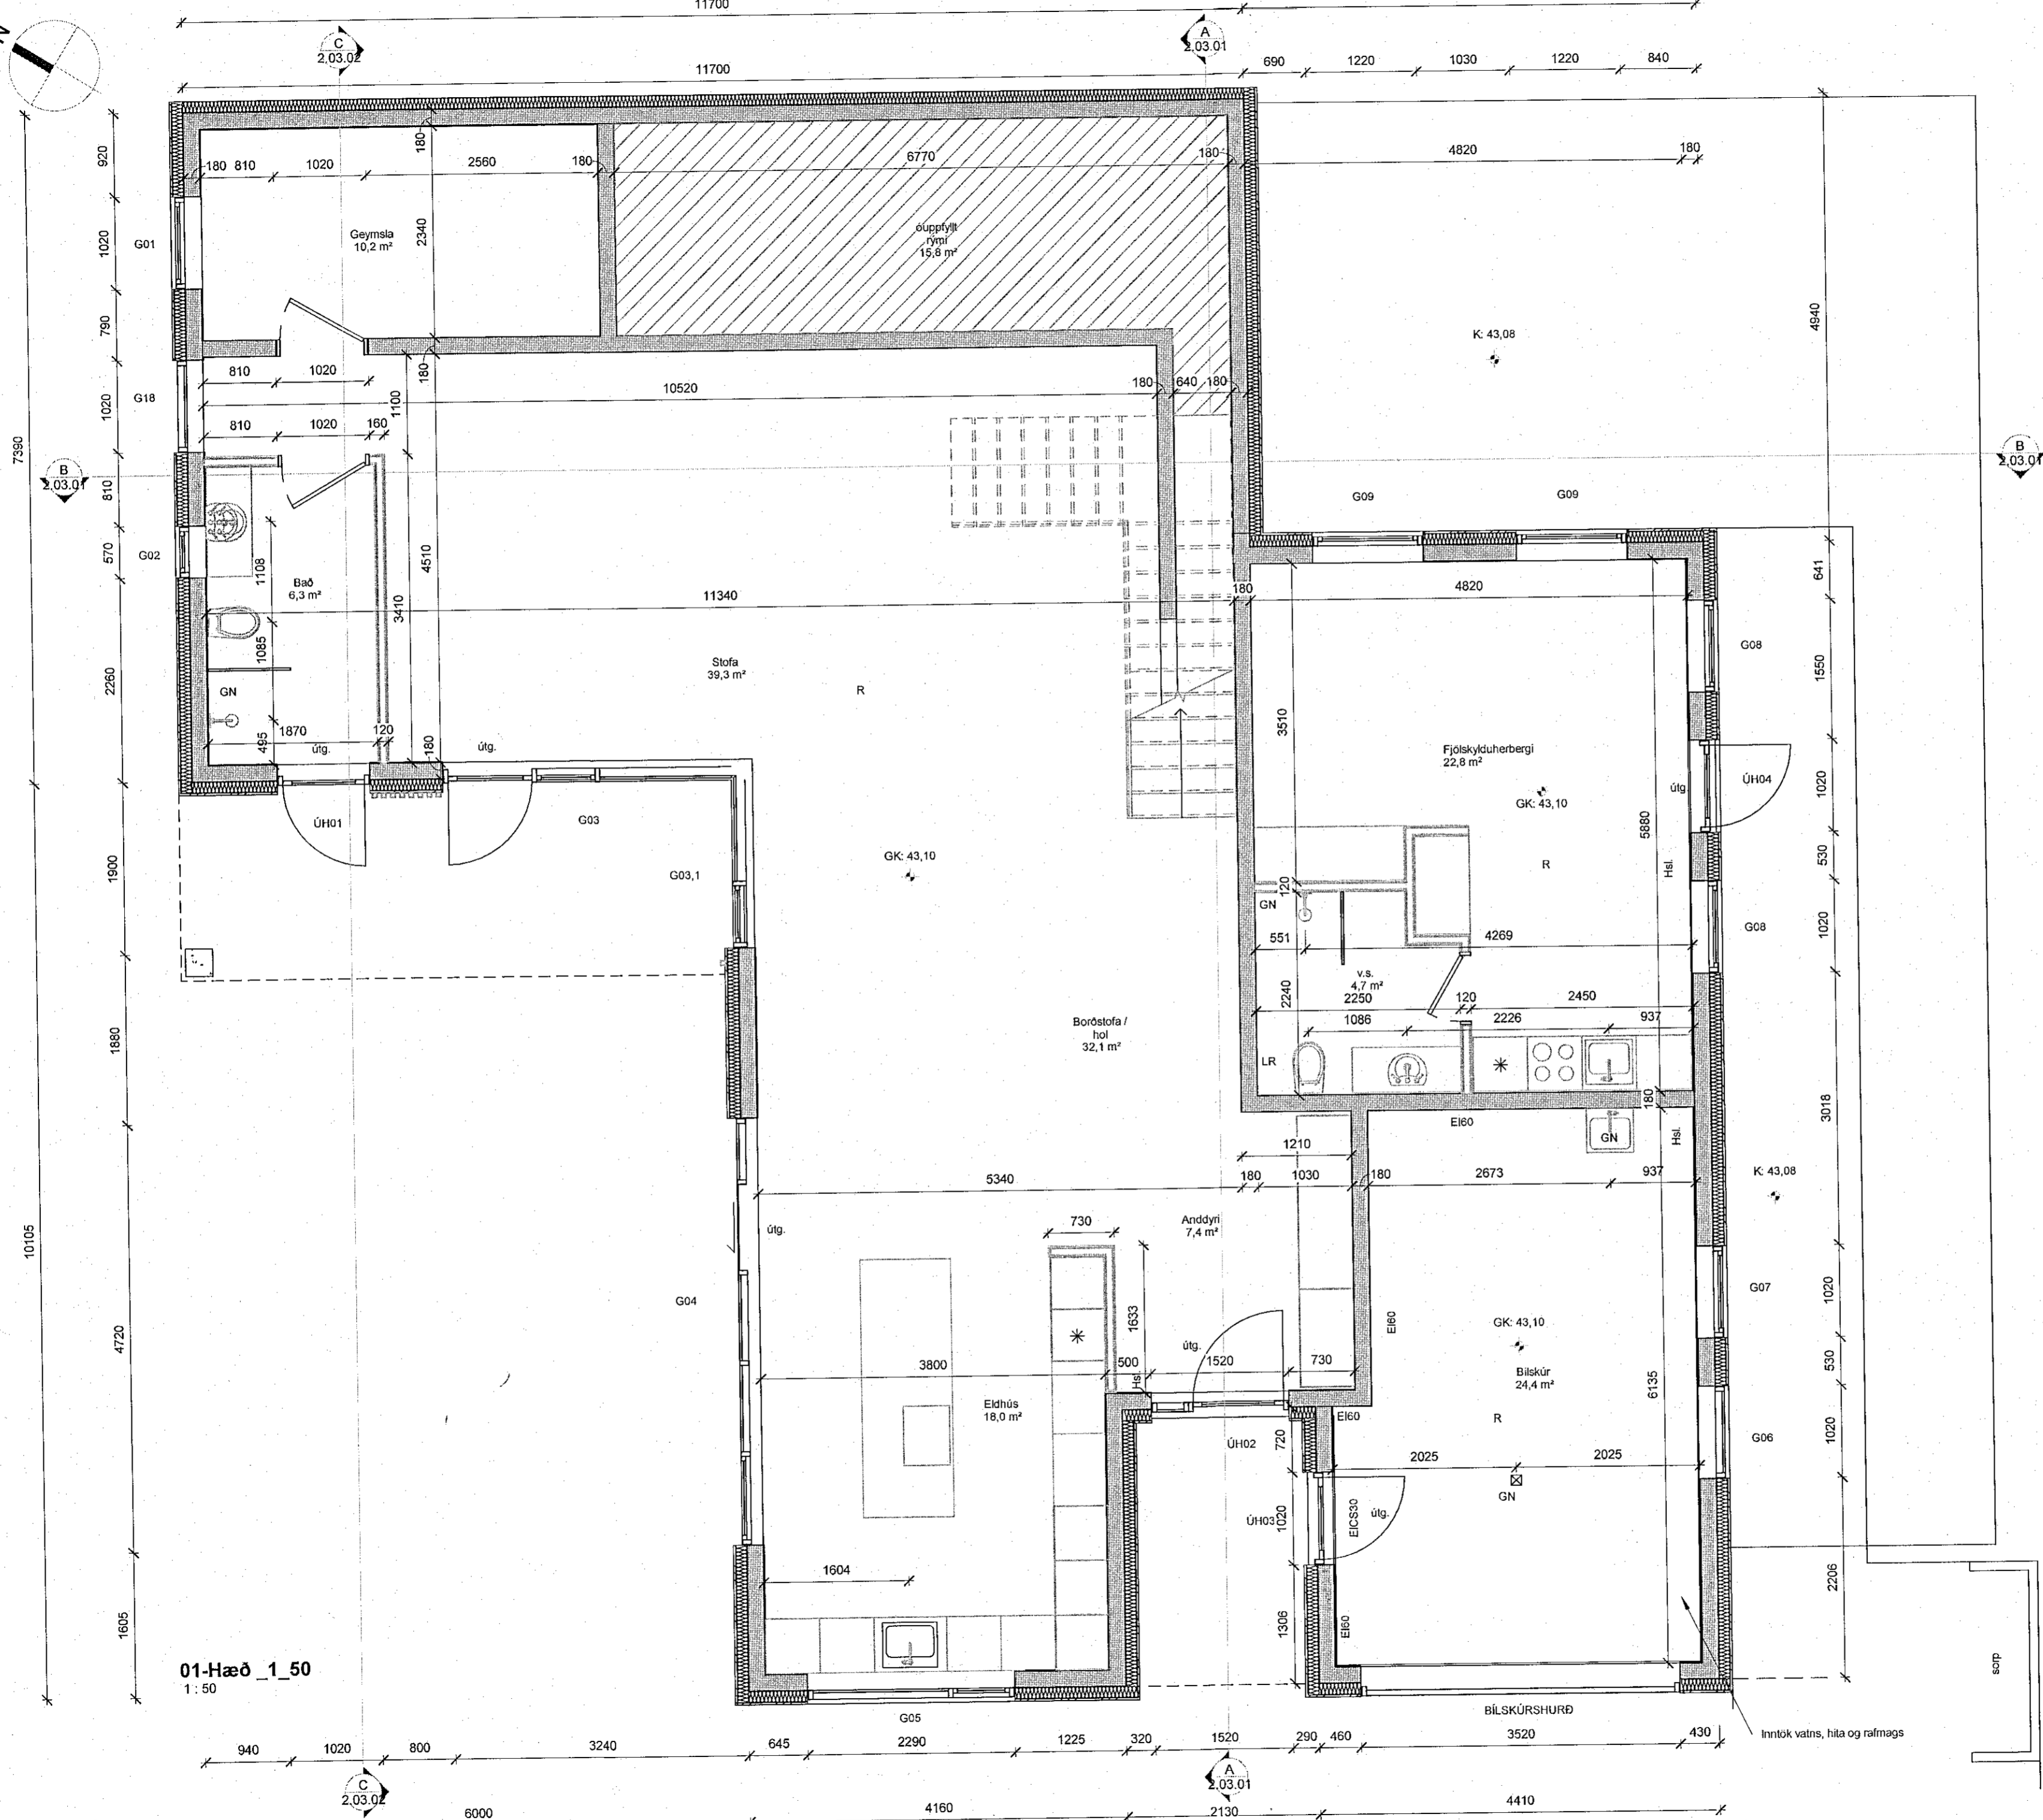 11700
N
C
2.03.02
A
2.03.01
11700
690
1220
1030
1220
840
920
180
810
1020
2560
180
180
6770
180
4820
180
G01
1020
Geymsla
10,2 m²
2340
óuppfyllt
rými
15,8 m²
790
K: 43,08
4940
7390
G18
1020
810
1020
180
1100
10520
180
640
180
810
1020
160
B
2.03.01
B
2.03.01
810
G09
G09
G02
570
1108
Bað
6,3 m²
4510
3410
11340
180
4820
641
1085
2260
GN
Stofa
39,3 m²
R
G08
1550
3510
495
1870
120
útg.
180
útg.
Fjölskylduherbergi
22,8 m²
GK: 43,10
útg.
ÚH04
1020
ÚH01
G03
5880
1900
G03,1
GK: 43,10
R
Hsl.
530
120
GN
G08
1020
551
4269
v.s.
4,7 m²
2240
2250
120
2450
1086
2226
937
1880
Borðstofa /
hol
32,1 m²
LR
180
3018
EI60
GN
Hsl.
1210
K: 43,08
10105
5340
180
1030
180
2673
937
útg.
730
Anddyri
7,4 m²
G04
G07
1020
4720
1633
EI60
GK: 43,10
útg.
530
3800
500
1520
730
Hsl.
Bílskúr
24,4 m²
6135
Eldhús
18,0 m²
EI60
R
ÚH02
720
G06
1020
2025
2025
GN
ÚH03
1020
EICS30
útg.
1604
2206
1605
1306
EI60
01-Hæð _1_50
1 : 50
sorp
G05
BÍLSKÚRSHURÐ
Inntök vatns, hita og rafmags
940
1020
800
3240
645
2290
1225
320
1520
290
460
3520
430
C
2.03.02
A
2.03.01
6000
4160
2130
4410